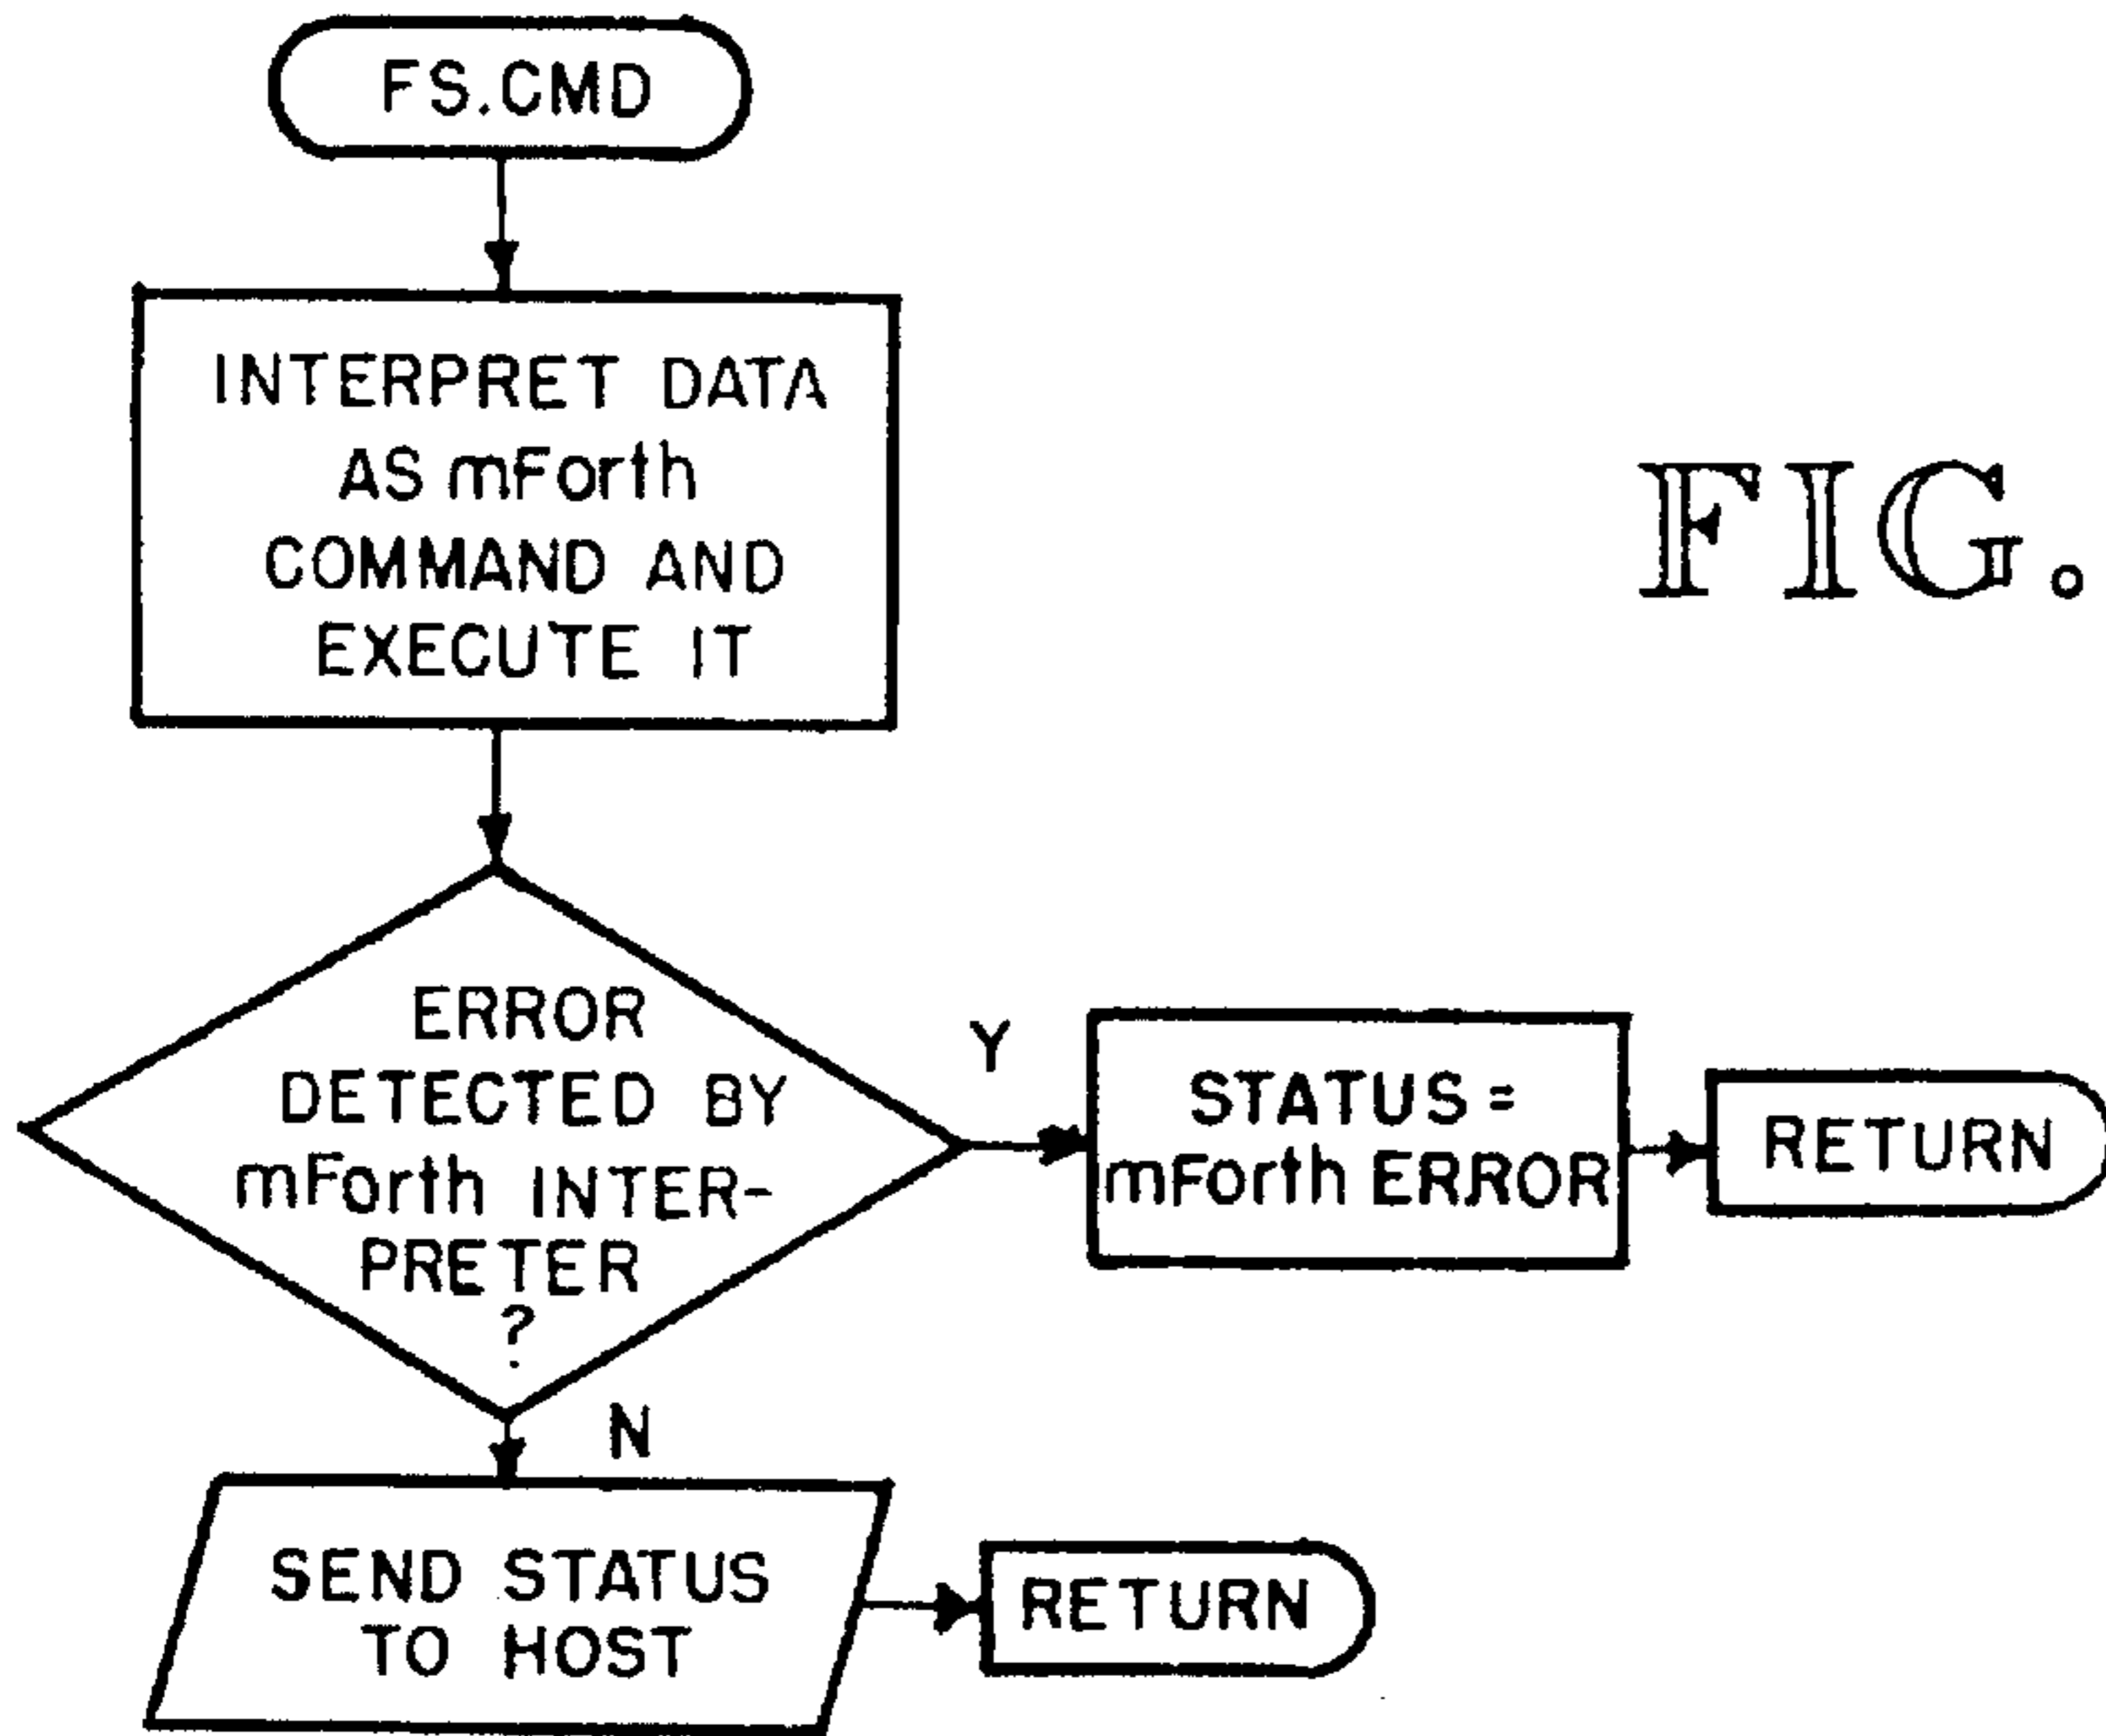 FS.CMD
INTERPRET DATA
AS mForth
COMMAND AND
EXECUTE IT
FIG.
ERROR
DETECTED BY
mForth INTER-
PRETER
?
Y
STATUS =
mForth ERROR
RETURN
N
SEND STATUS
TO HOST
RETURN